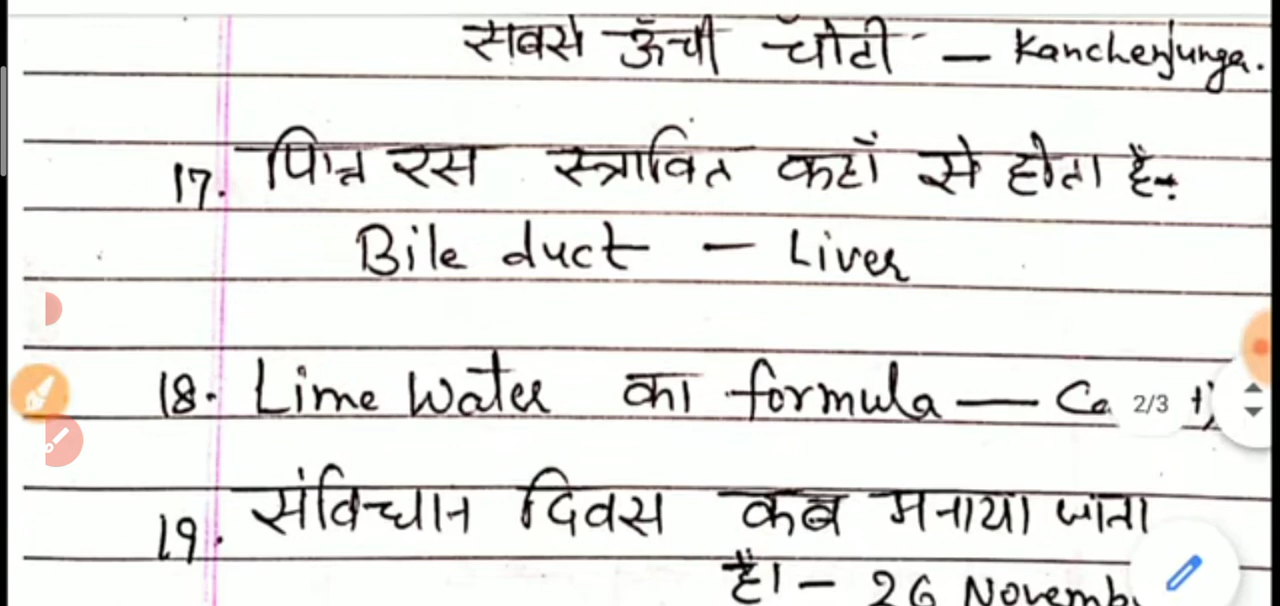 सबसे ऊँची चोटी - Kanchenjunga.
17. पित्त रस स्त्रावित कहाँ से होता है-
Bile duct - Liver
18. Lime Water का formula - Ca
2/3
19. संविधान दिवस कब मनाया जाता
है। - 26 Novemb